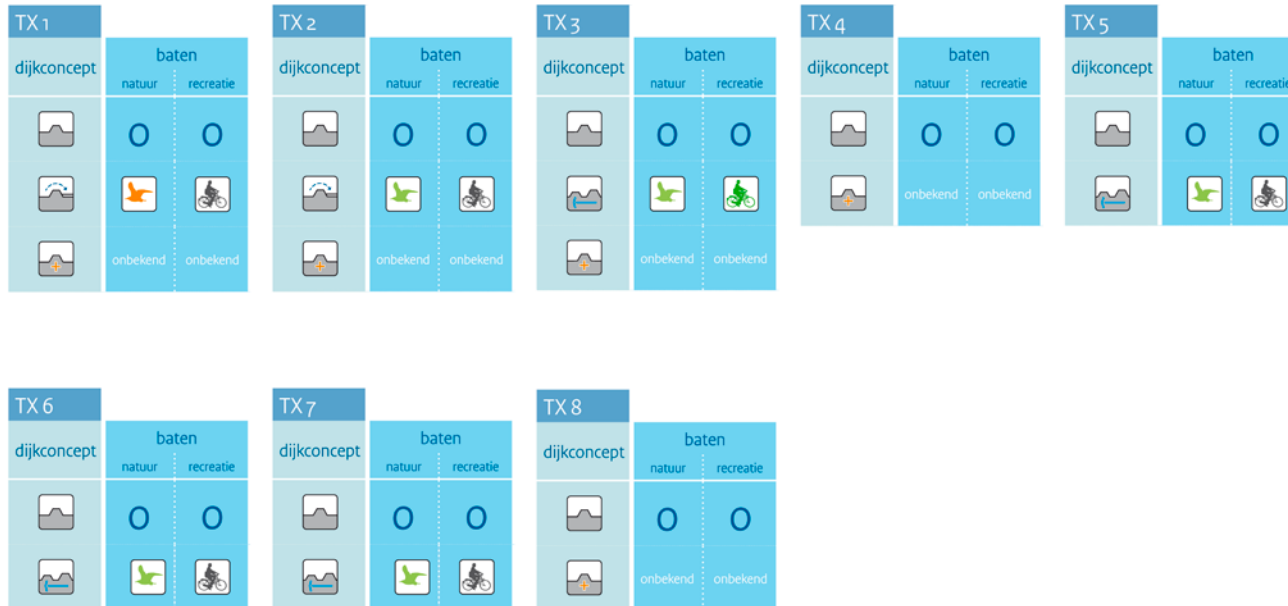 TX 1
dijkconcept
baten
natuur recreatie
O O
onbekend onbekend
TX 2
dijkconcept
baten
natuur recreatie
O O
onbekend onbekend
TX 3
dijkconcept
baten
natuur recreatie
O O
onbekend onbekend
TX 4
dijkconcept
baten
natuur recreatie
O O
onbekend onbekend
TX 5
dijkconcept
baten
natuur recreatie
O O
TX 6
dijkconcept
baten
natuur recreatie
O O
TX 7
dijkconcept
baten
natuur recreatie
O O
TX 8
dijkconcept
baten
natuur recreatie
O O
onbekend onbekend